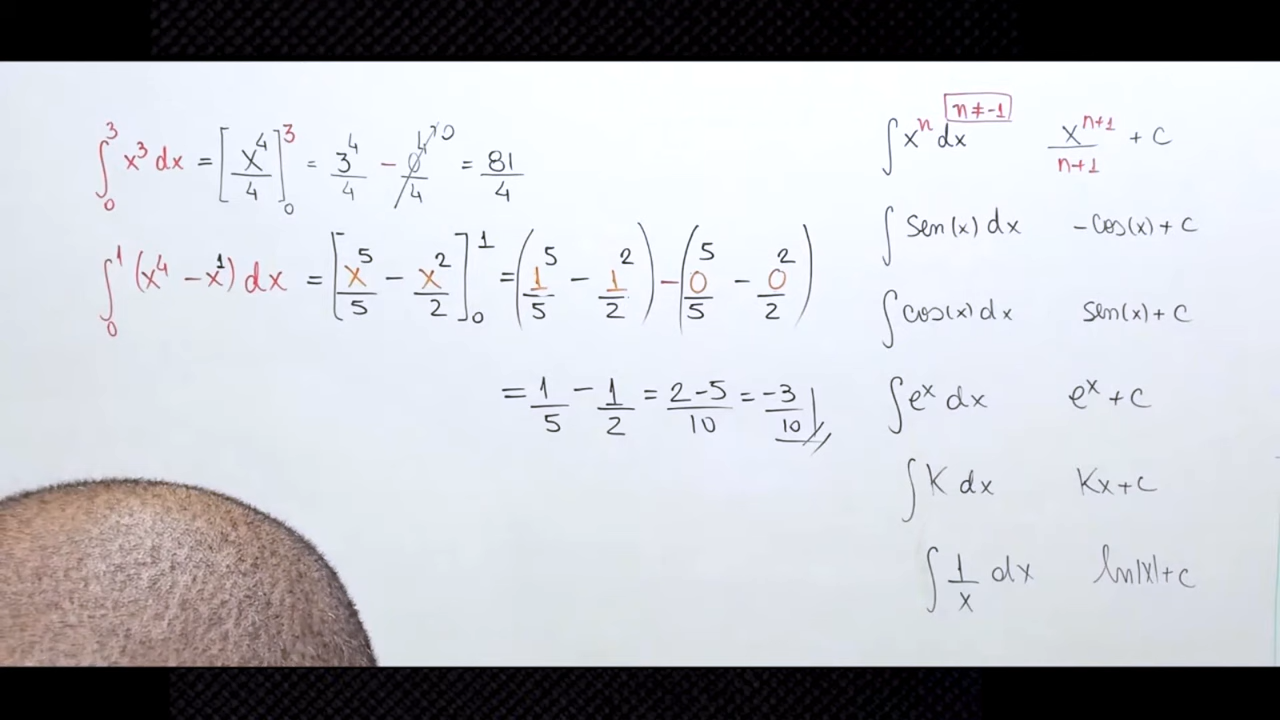 ∫₀³ x³ dx = [x⁴/4]₀³ = 3⁴/4 − 0⁴/4 ↗0 = 81/4
∫₀¹ (x⁴ − x¹) dx = [x⁵/5 − x²/2]₀¹ = (1⁵/5 − 1²/2) − (0⁵/5 − 0²/2)
= 1/5 − 1/2 = (2−5)/10 = −3/10
n≠−1
∫ xⁿ dx xⁿ⁺¹/(n+1) + C
∫ sen(x) dx −cos(x) + C
∫ cos(x) dx sen(x) + C
∫ eˣ dx eˣ + C
∫ K dx Kx + C
∫ 1/x dx ln|x| + C